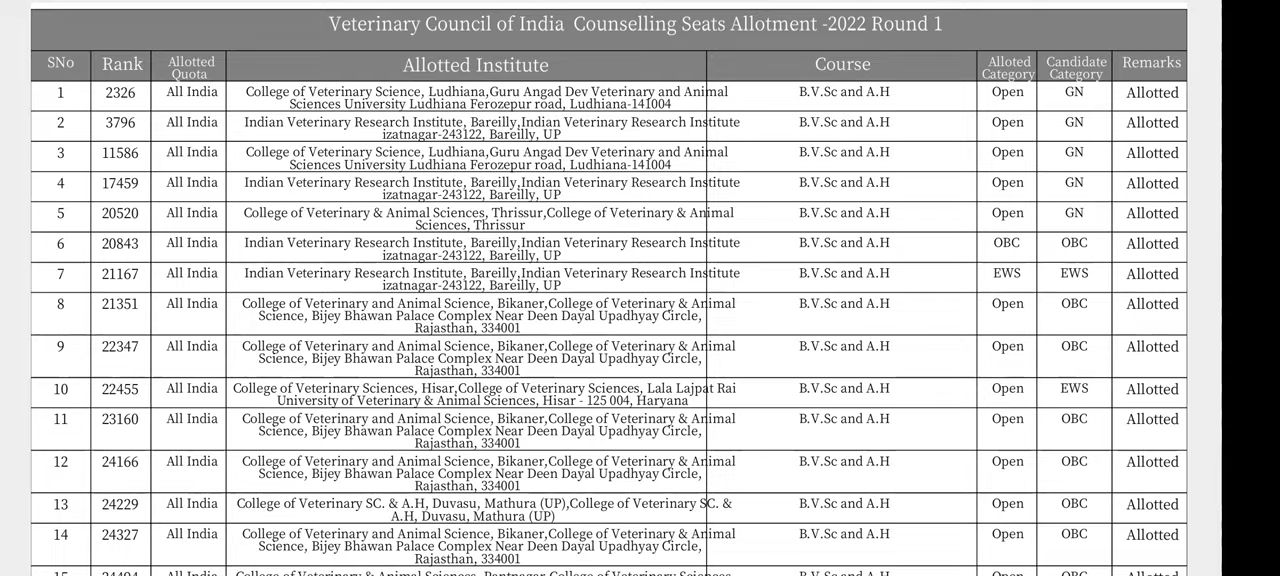 Veterinary Council of India Counselling Seats Allotment -2022 Round 1
SNo Rank Allotted Quota Allotted Institute Course Alloted Category Candidate Category Remarks
1 2326 All India College of Veterinary Science, Ludhiana,Guru Angad Dev Veterinary and Animal B.V.Sc and A.H Open GN Allotted
Sciences University Ludhiana Ferozepur road, Ludhiana-141004
2 3796 All India Indian Veterinary Research Institute, Bareilly,Indian Veterinary Research Institute B.V.Sc and A.H Open GN Allotted
izatnagar-243122, Bareilly, UP
3 11586 All India College of Veterinary Science, Ludhiana,Guru Angad Dev Veterinary and Animal B.V.Sc and A.H Open GN Allotted
Sciences University Ludhiana Ferozepur road, Ludhiana-141004
4 17459 All India Indian Veterinary Research Institute, Bareilly,Indian Veterinary Research Institute B.V.Sc and A.H Open GN Allotted
izatnagar-243122, Bareilly, UP
5 20520 All India College of Veterinary & Animal Sciences, Thrissur,College of Veterinary & Animal B.V.Sc and A.H Open GN Allotted
Sciences, Thrissur
6 20843 All India Indian Veterinary Research Institute, Bareilly,Indian Veterinary Research Institute B.V.Sc and A.H OBC OBC Allotted
izatnagar-243122, Bareilly, UP
7 21167 All India Indian Veterinary Research Institute, Bareilly,Indian Veterinary Research Institute B.V.Sc and A.H EWS EWS Allotted
izatnagar-243122, Bareilly, UP
8 21351 All India College of Veterinary and Animal Science, Bikaner,College of Veterinary & Animal B.V.Sc and A.H Open OBC Allotted
Science, Bijey Bhawan Palace Complex Near Deen Dayal Upadhyay Circle,
Rajasthan, 334001
9 22347 All India College of Veterinary and Animal Science, Bikaner,College of Veterinary & Animal B.V.Sc and A.H Open OBC Allotted
Science, Bijey Bhawan Palace Complex Near Deen Dayal Upadhyay Circle,
Rajasthan, 334001
10 22455 All India College of Veterinary Sciences, Hisar,College of Veterinary Sciences, Lala Lajpat Rai B.V.Sc and A.H Open EWS Allotted
University of Veterinary & Animal Sciences, Hisar - 125 004, Haryana
11 23160 All India College of Veterinary and Animal Science, Bikaner,College of Veterinary & Animal B.V.Sc and A.H Open OBC Allotted
Science, Bijey Bhawan Palace Complex Near Deen Dayal Upadhyay Circle,
Rajasthan, 334001
12 24166 All India College of Veterinary and Animal Science, Bikaner,College of Veterinary & Animal B.V.Sc and A.H Open OBC Allotted
Science, Bijey Bhawan Palace Complex Near Deen Dayal Upadhyay Circle,
Rajasthan, 334001
13 24229 All India College of Veterinary SC. & A.H, Duvasu, Mathura (UP),College of Veterinary SC. & B.V.Sc and A.H Open OBC Allotted
A.H, Duvasu, Mathura (UP)
14 24327 All India College of Veterinary and Animal Science, Bikaner,College of Veterinary & Animal B.V.Sc and A.H Open OBC Allotted
Science, Bijey Bhawan Palace Complex Near Deen Dayal Upadhyay Circle,
Rajasthan, 334001